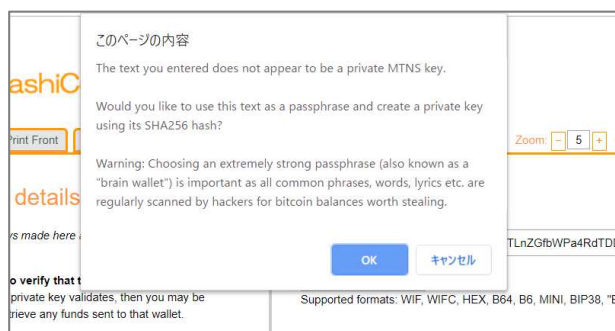 このページの内容
The text you entered does not appear to be a private MTNS key.
Would you like to use this text as a passphrase and create a private key
using its SHA256 hash?
Warning: Choosing an extremely strong passphrase (also known as a
"brain wallet") is important as all common phrases, words, lyrics etc. are
regularly scanned by hackers for bitcoin balances worth stealing.
OK キャンセル
ashiC
Print Front
Zoom: - 5 +
details
made here
TLnZGfbWPa4RdTD
o verify that t
private key validates, then you may be
trieve any funds sent to that wallet.
Supported formats: WIF, WIFC, HEX, B64, B6, MINI, BIP38, "B